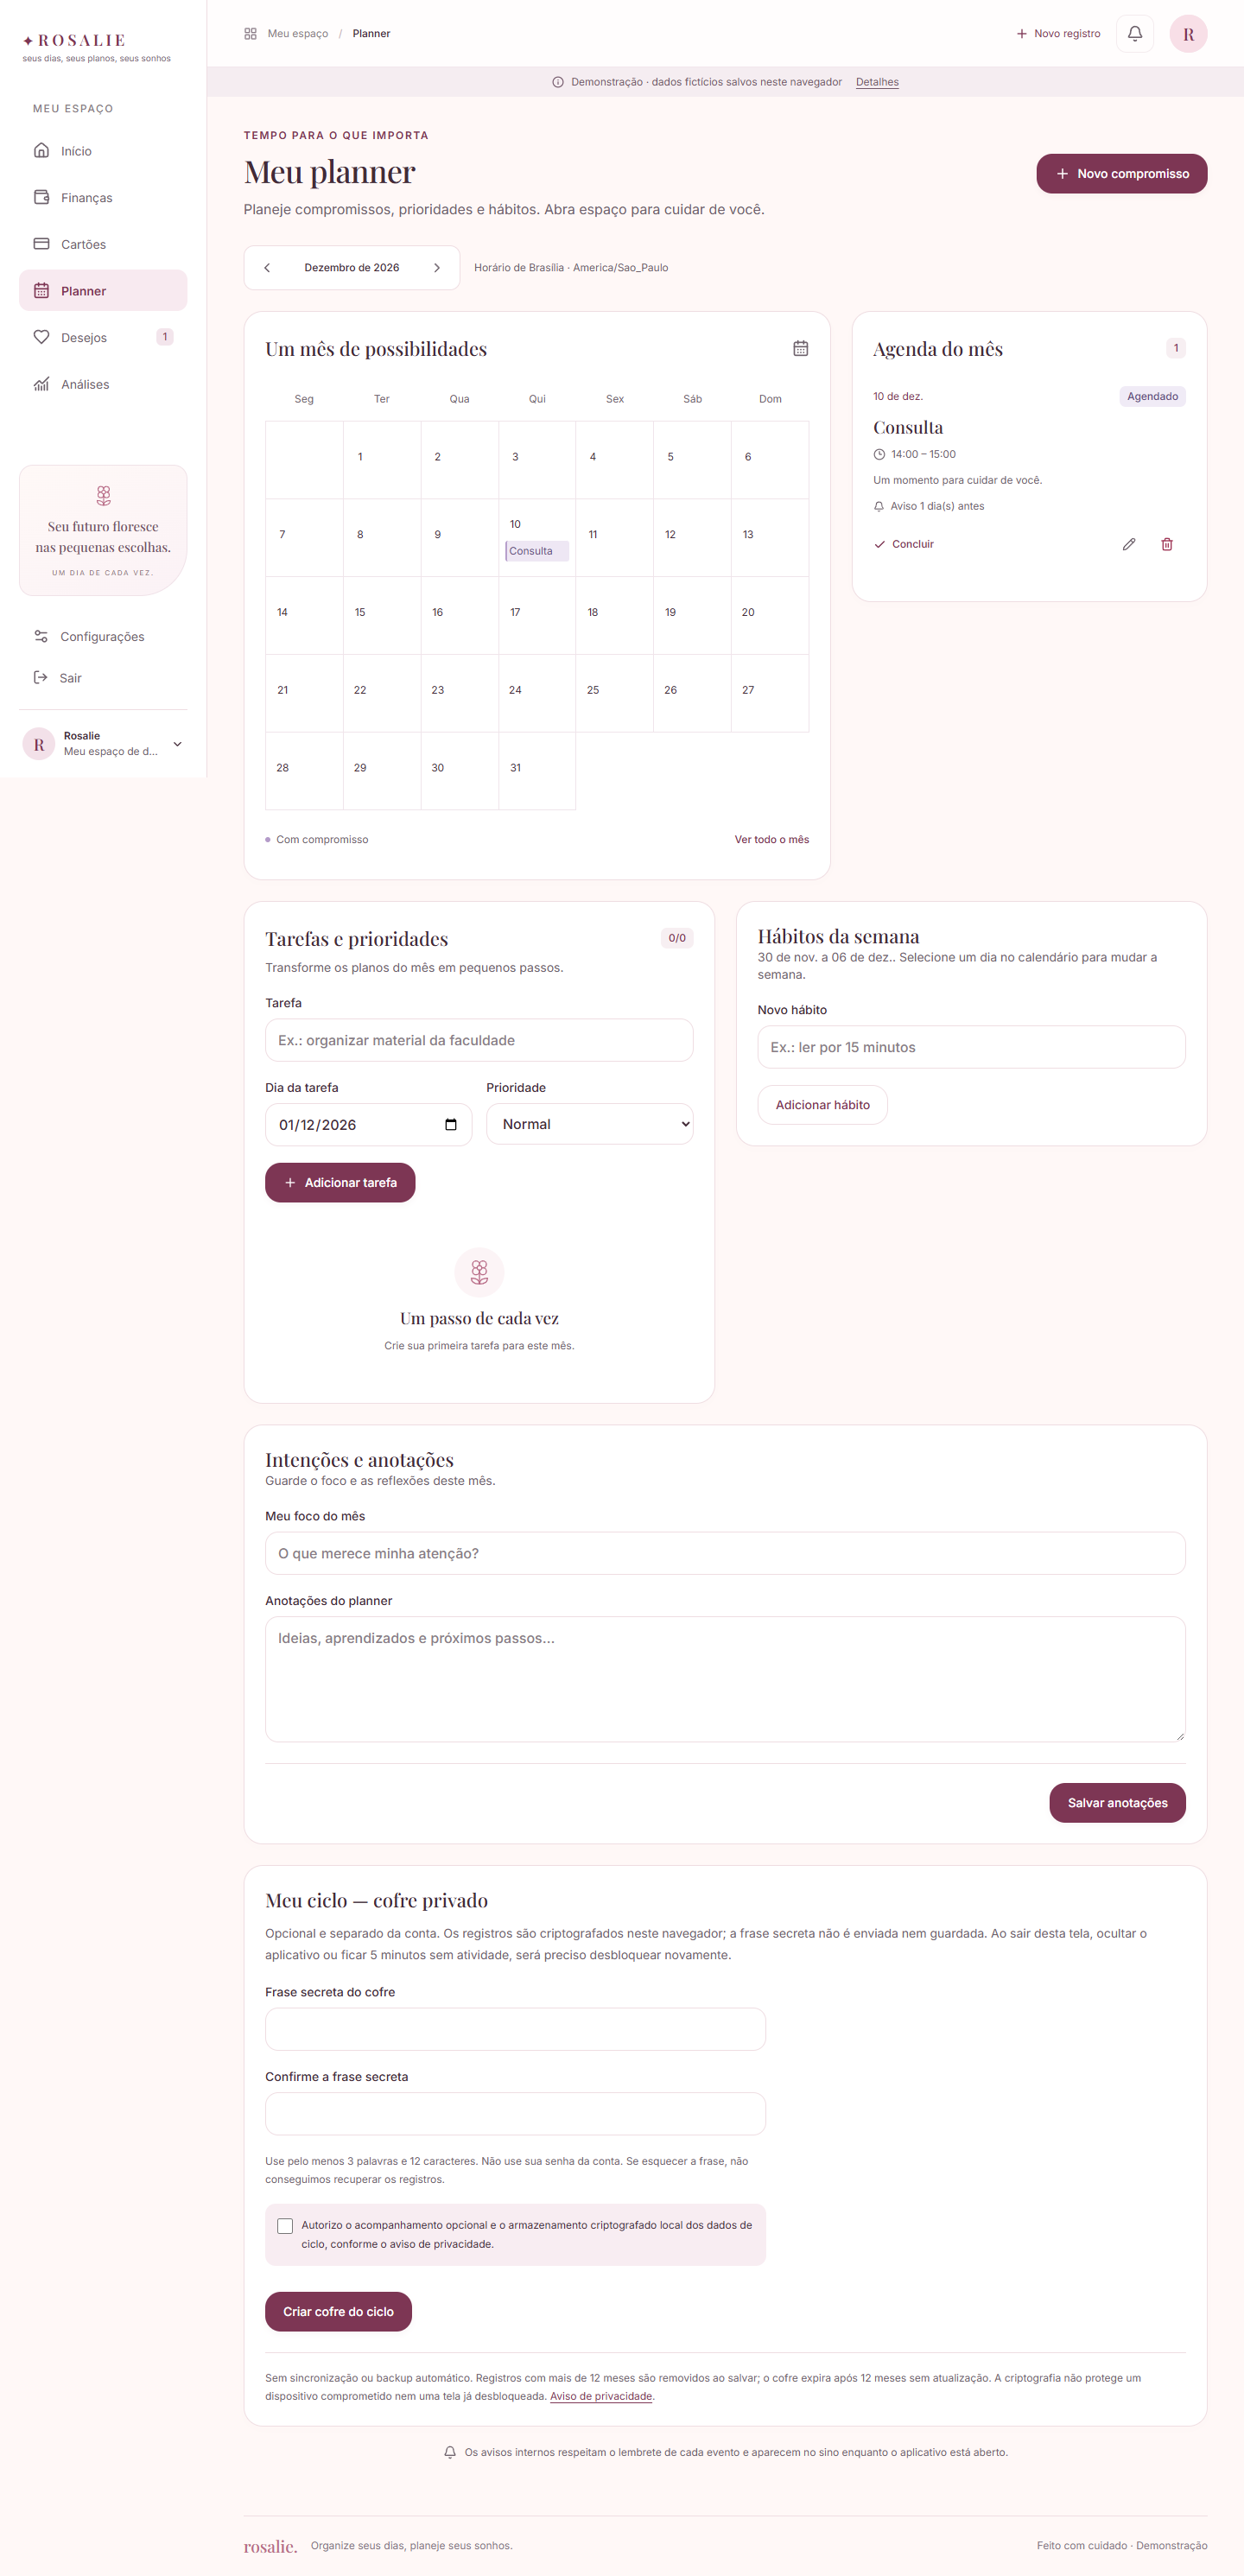 ROSALIE
seus dias, seus planos, seus sonhos
MEU ESPAÇO
Início
Finanças
Cartões
Planner
Desejos 1
Análises
Seu futuro floresce
nas pequenas escolhas.
UM DIA DE CADA VEZ.
Configurações
Sair
R Rosalie
Meu espaço de d...
Meu espaço / Planner
Novo registro R
Demonstração · dados fictícios salvos neste navegador Detalhes
TEMPO PARA O QUE IMPORTA
Meu planner
Planeje compromissos, prioridades e hábitos. Abra espaço para cuidar de você.
+ Novo compromisso
Dezembro de 2026
Horário de Brasília · America/Sao_Paulo
Um mês de possibilidades
Seg Ter Qua Qui Sex Sáb Dom
1 2 3 4 5 6
7 8 9 10 11 12 13
Consulta
14 15 16 17 18 19 20
21 22 23 24 25 26 27
28 29 30 31
Com compromisso Ver todo o mês
Agenda do mês 1
10 de dez. Agendado
Consulta
14:00 – 15:00
Um momento para cuidar de você.
Aviso 1 dia(s) antes
Concluir
Tarefas e prioridades 0/0
Transforme os planos do mês em pequenos passos.
Tarefa
Ex.: organizar material da faculdade
Dia da tarefa Prioridade
01/12/2026 Normal
+ Adicionar tarefa
Um passo de cada vez
Crie sua primeira tarefa para este mês.
Hábitos da semana
30 de nov. a 06 de dez.. Selecione um dia no calendário para mudar a
semana.
Novo hábito
Ex.: ler por 15 minutos
Adicionar hábito
Intenções e anotações
Guarde o foco e as reflexões deste mês.
Meu foco do mês
O que merece minha atenção?
Anotações do planner
Ideias, aprendizados e próximos passos...
Salvar anotações
Meu ciclo — cofre privado
Opcional e separado da conta. Os registros são criptografados neste navegador; a frase secreta não é enviada nem guardada. Ao sair desta tela, ocultar o
aplicativo ou ficar 5 minutos sem atividade, será preciso desbloquear novamente.
Frase secreta do cofre
Confirme a frase secreta
Use pelo menos 3 palavras e 12 caracteres. Não use sua senha da conta. Se esquecer a frase, não
conseguimos recuperar os registros.
Autorizo o acompanhamento opcional e o armazenamento criptografado local dos dados de
ciclo, conforme o aviso de privacidade.
Criar cofre do ciclo
Sem sincronização ou backup automático. Registros com mais de 12 meses são removidos ao salvar; o cofre expira após 12 meses sem atualização. A criptografia não protege um
dispositivo comprometido nem uma tela já desbloqueada. Aviso de privacidade.
Os avisos internos respeitam o lembrete de cada evento e aparecem no sino enquanto o aplicativo está aberto.
rosalie. Organize seus dias, planeje seus sonhos.
Feito com cuidado · Demonstração